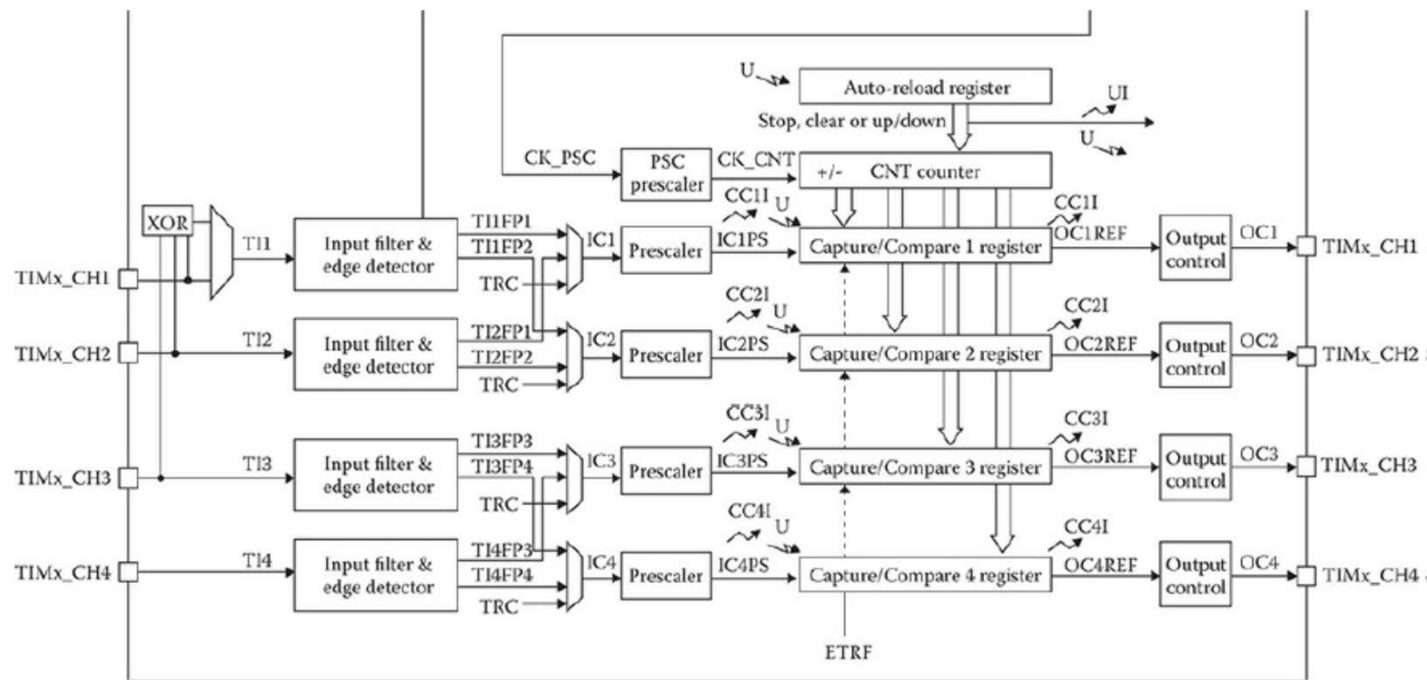 U
Auto-reload register
UI
Stop, clear or up/down
U
CK_PSC
PSC
prescaler
CK_CNT
+/-
CNT counter
XOR
TI1
Input filter &
edge detector
TI1FP1
TI1FP2
TRC
IC1
Prescaler
CC1I
U
IC1PS
Capture/Compare 1 register
CC1I
OC1REF
Output
control
OC1
TIMx_CH1
TIMx_CH1
TIMx_CH2
TI2
Input filter &
edge detector
TI2FP1
TI2FP2
TRC
IC2
Prescaler
CC2I
U
IC2PS
Capture/Compare 2 register
CC2I
OC2REF
Output
control
OC2
TIMx_CH2
TIMx_CH3
TI3
Input filter &
edge detector
TI3FP3
TI3FP4
TRC
IC3
Prescaler
CC3I
U
IC3PS
Capture/Compare 3 register
CC3I
OC3REF
Output
control
OC3
TIMx_CH3
TIMx_CH4
TI4
Input filter &
edge detector
TI4FP3
TI4FP4
TRC
IC4
Prescaler
CC4I
U
IC4PS
Capture/Compare 4 register
CC4I
OC4REF
Output
control
OC4
TIMx_CH4
ETRF